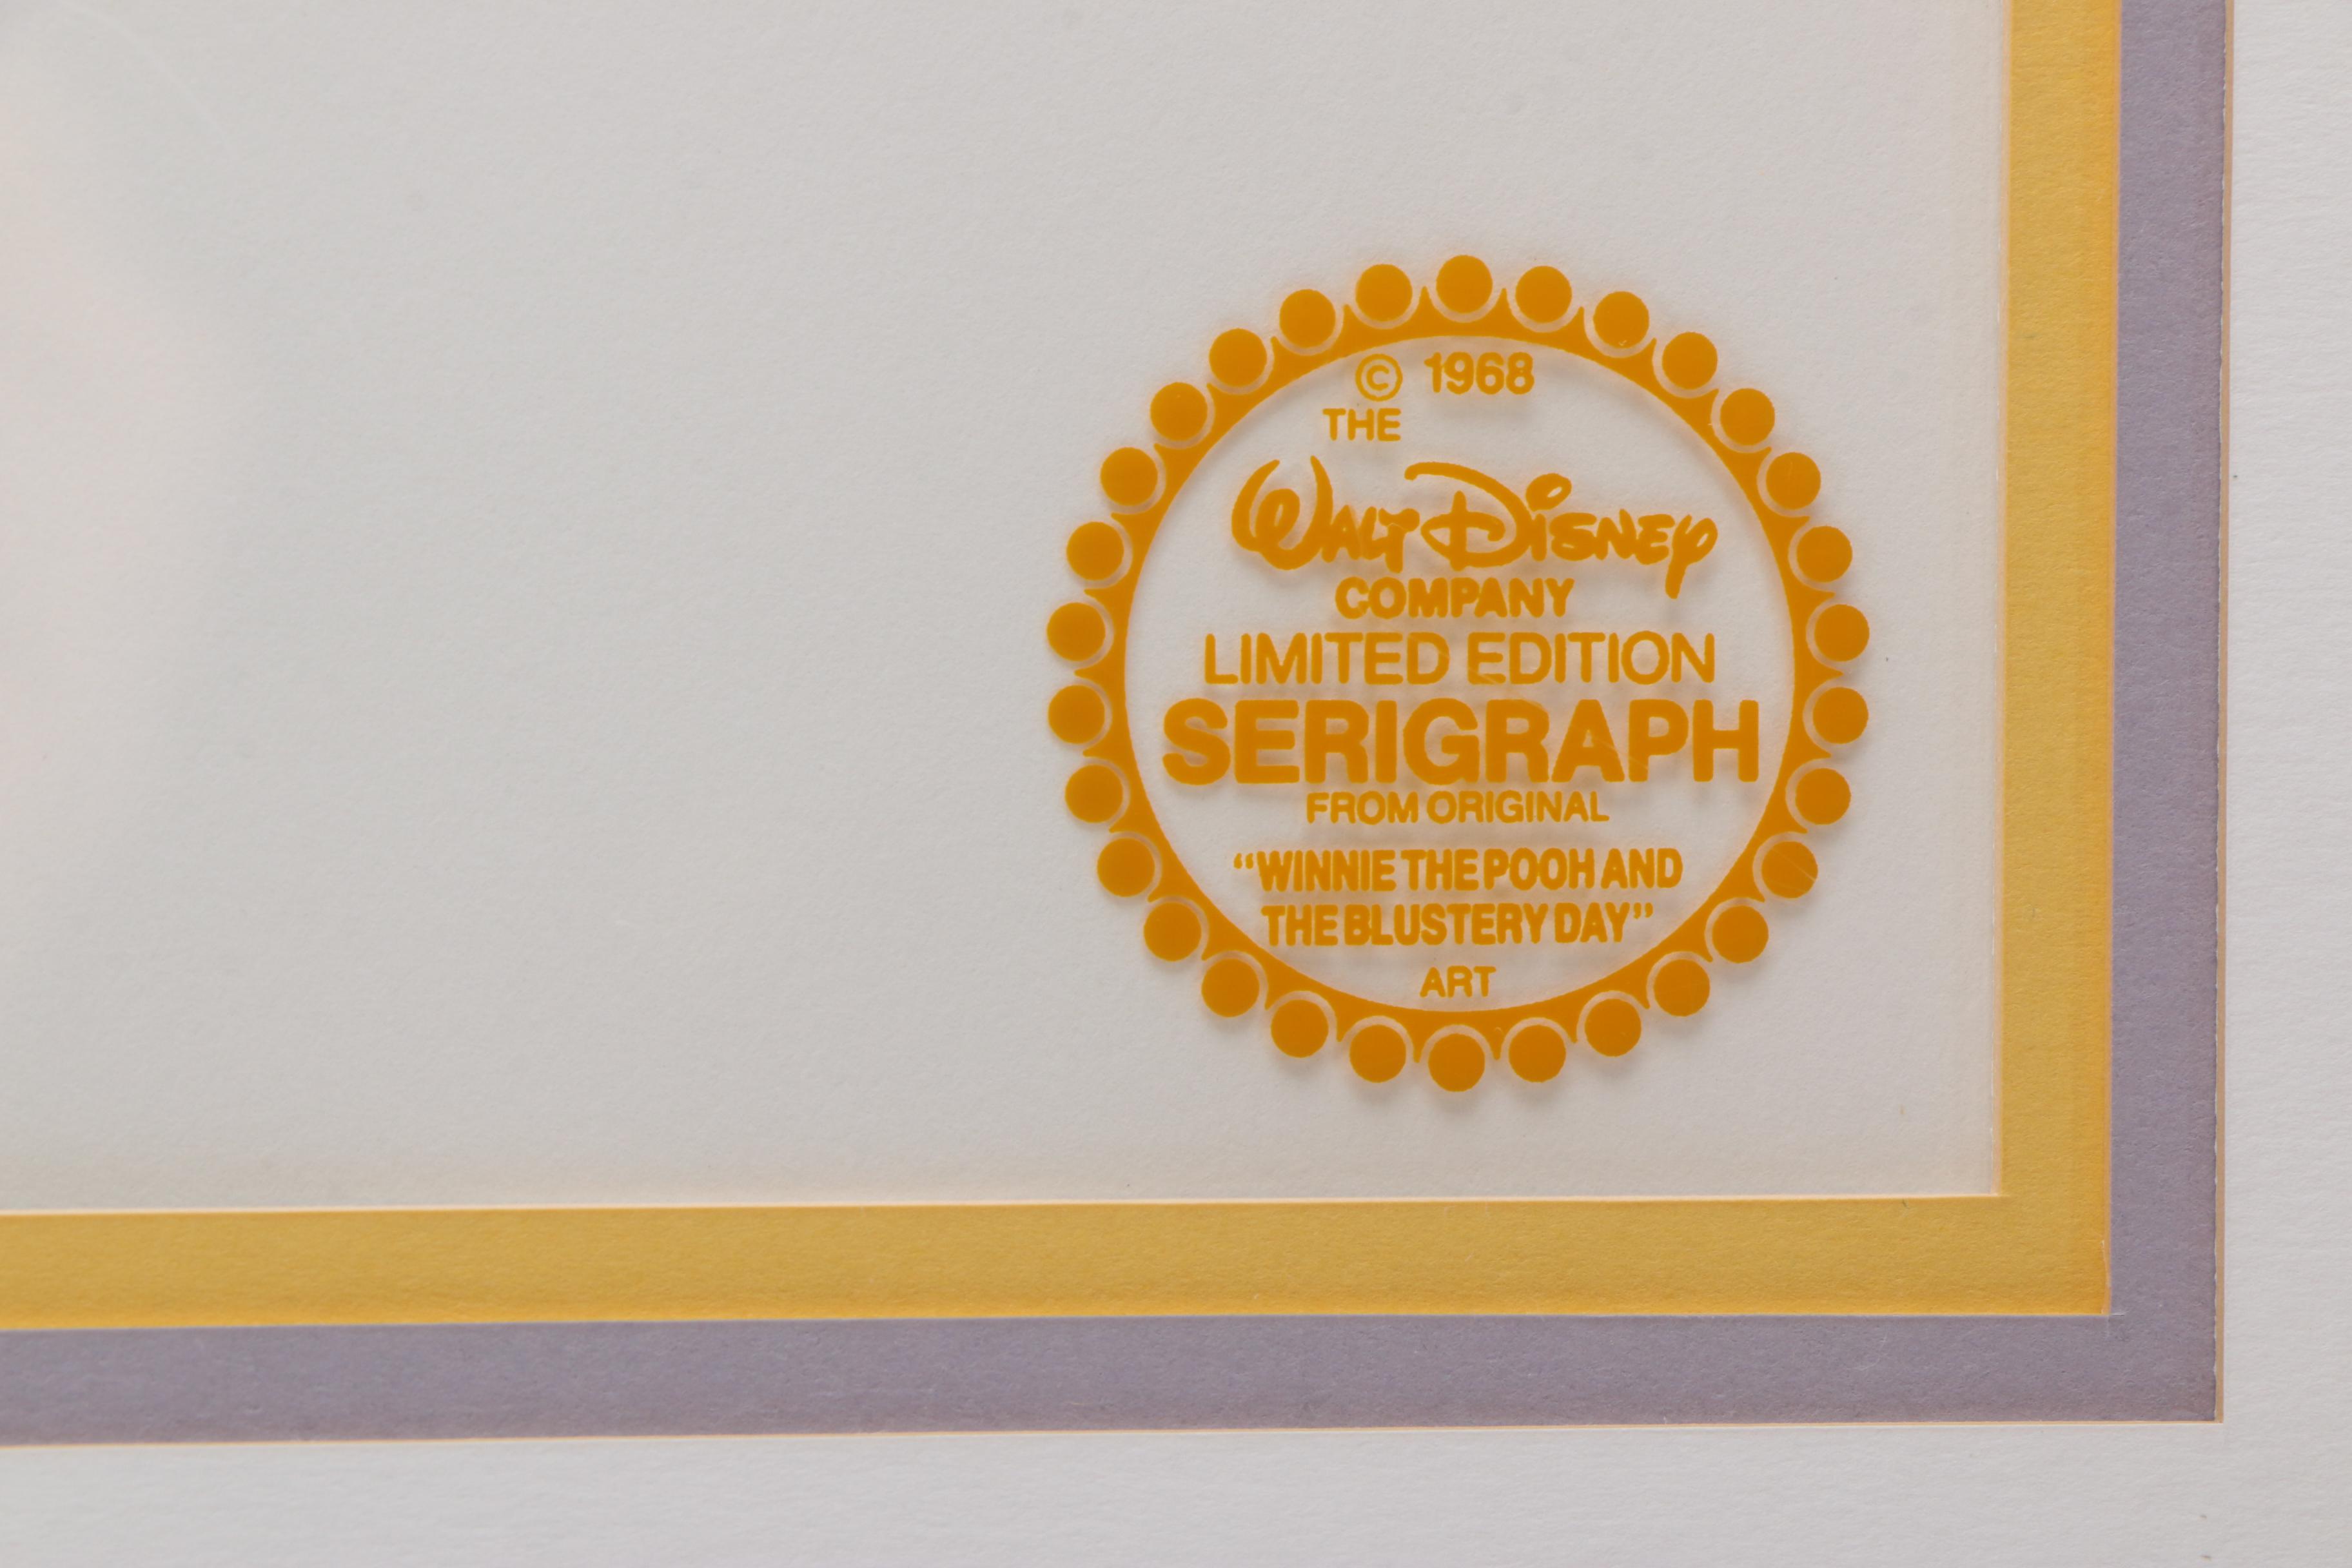 © 1968
THE
WALT DISNEY
COMPANY
LIMITED EDITION
SERIGRAPH
FROM ORIGINAL
“WINNIE THE POOH AND
THE BLUSTERY DAY”
ART